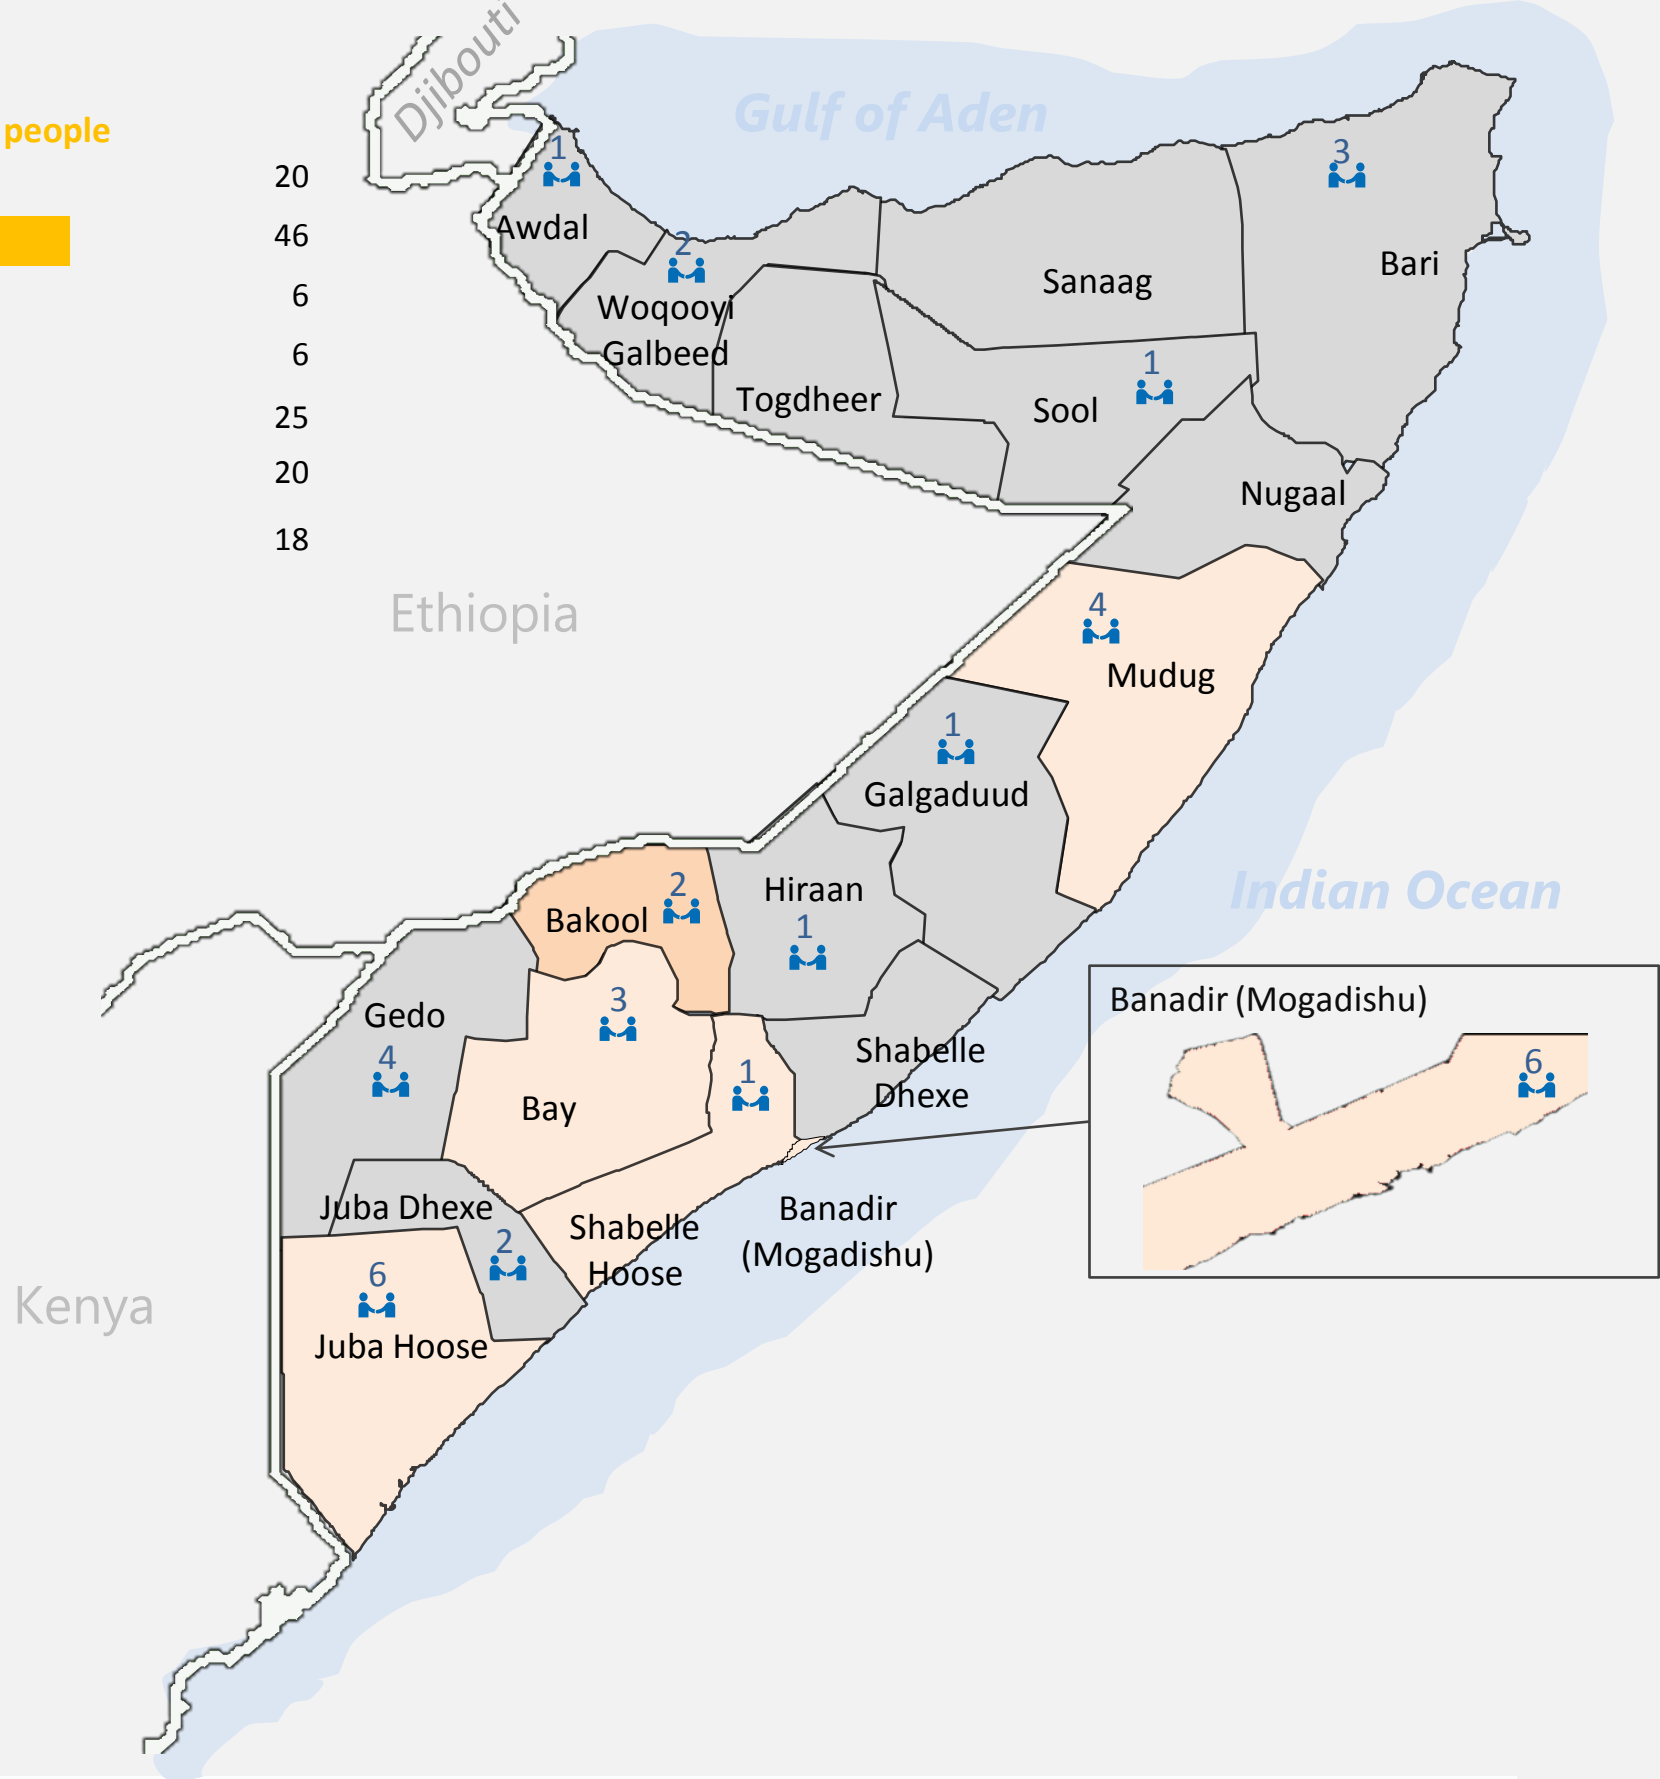 Djibouti
Gulf of Aden
people
20
46
6
6
25
20
18
1
Awdal
2
Woqooyi
Galbeed
Togdheer
Sanaag
3
Bari
1
Sool
Nugaal
Ethiopia
4
Mudug
1
Galgaduud
Hiraan
1
Indian Ocean
2
Bakool
Gedo
4
3
Bay
1
Shabelle
Dhexe
Banadir (Mogadishu)
6
Juba Dhexe
2
Shabelle
Hoose
Banadir
(Mogadishu)
Kenya
6
Juba Hoose